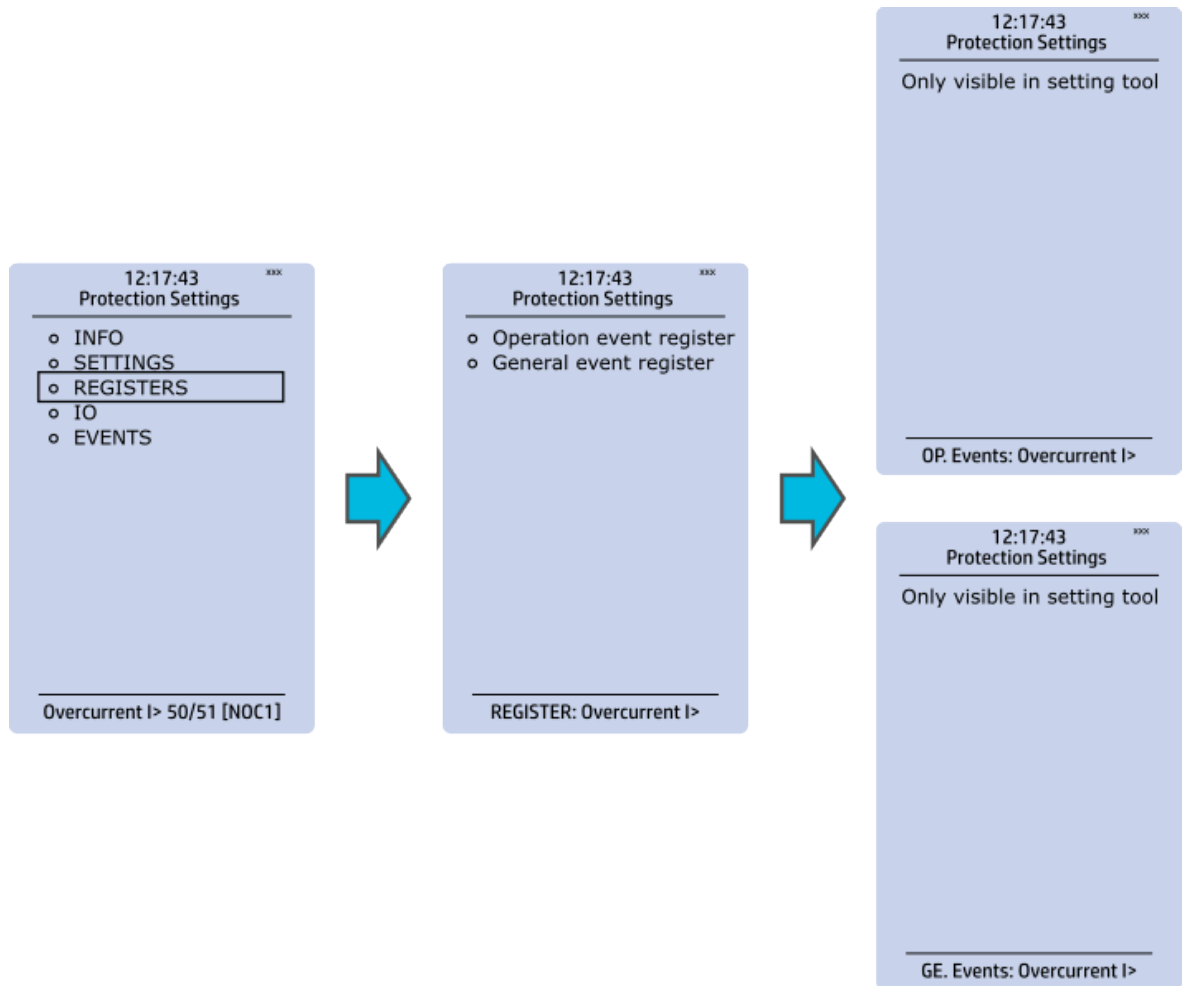 12:17:43 xxx
Protection Settings
INFO
SETTINGS
REGISTERS
IO
EVENTS
Overcurrent I> 50/51 [NOC1]
12:17:43 xxx
Protection Settings
Operation event register
General event register
REGISTER: Overcurrent I>
12:17:43 xxx
Protection Settings
Only visible in setting tool
OP. Events: Overcurrent I>
12:17:43 xxx
Protection Settings
Only visible in setting tool
GE. Events: Overcurrent I>